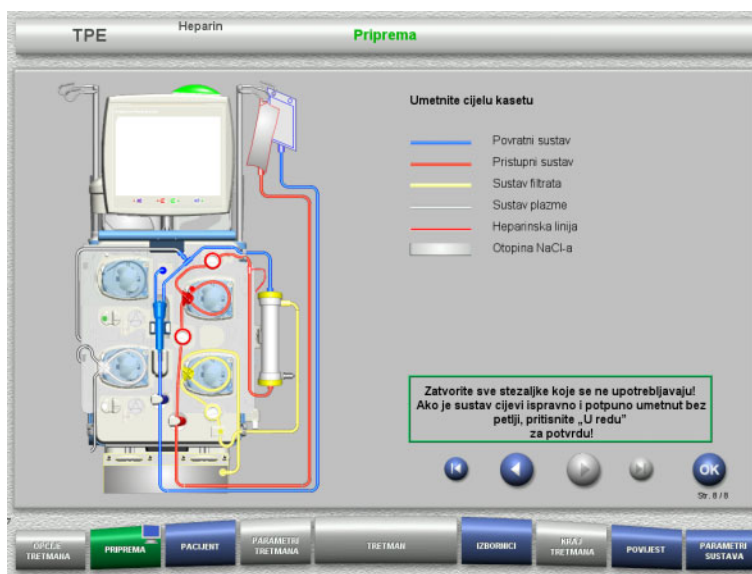 TPE
Heparin
Priprema
Umetnite cijelu kasetu
Povratni sustav
Pristupni sustav
Sustav filtrata
Sustav plazme
Heparinska linija
Otopina NaCl-a
Zatvorite sve stezaljke koje se ne upotrebljavaju!
Ako je sustav cijevi ispravno i potpuno umetnut bez
petlji, pritisnite „U redu”
za potvrdu!
OK
Str. 8 / 8
OPCIJE
TRETMANA
PRIPREMA
PACIJENT
PARAMETRI
TRETMANA
TRETMAN
IZBORNICI
KRAJ
TRETMANA
POVIJEST
PARAMETRI
SUSTAVA